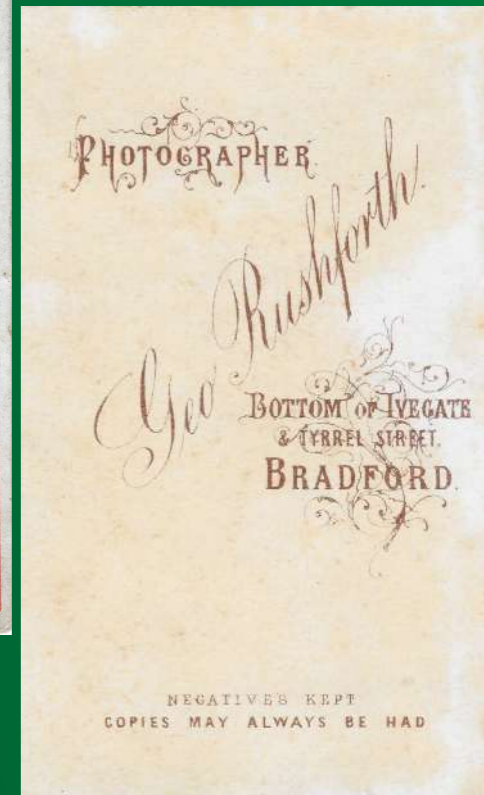 PHOTOGRAPHER
Geo Rushforth.
BOTTOM OF IVEGATE
& TYRREL STREET.
BRADFORD.
NEGATIVES KEPT
COPIES MAY ALWAYS BE HAD